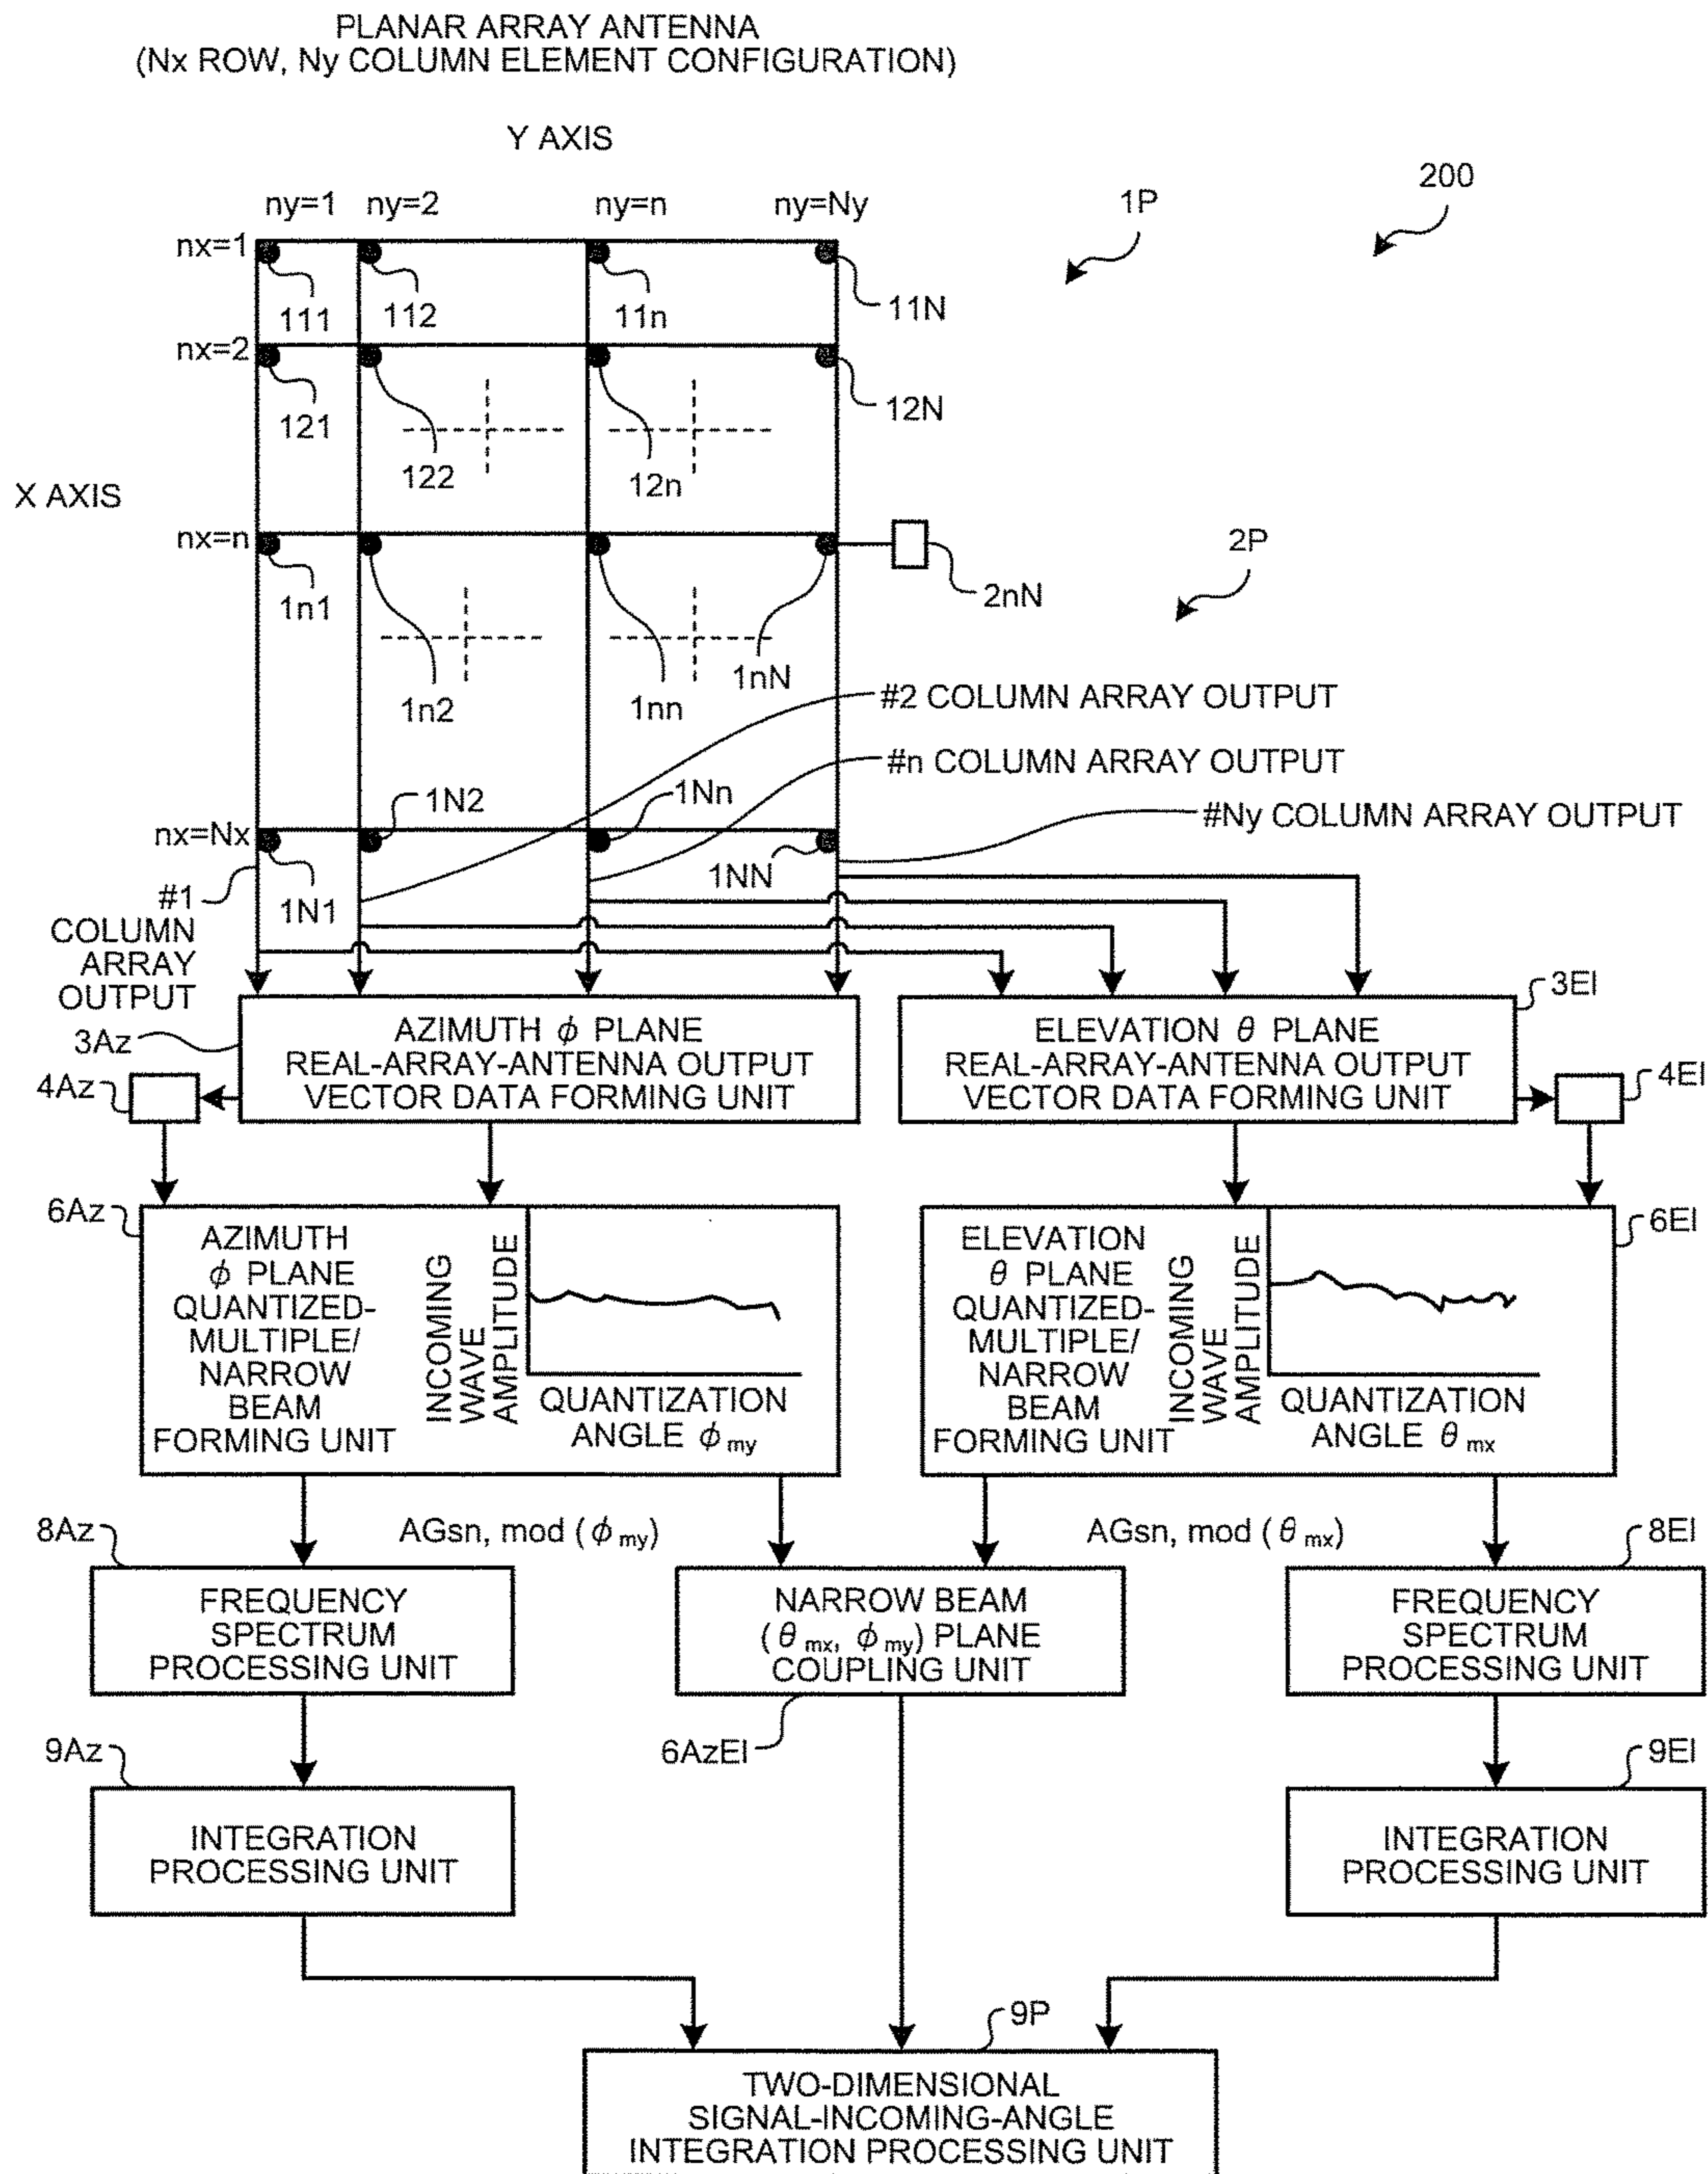 PLANAR ARRAY ANTENNA
(Nx ROW, Ny COLUMN ELEMENT CONFIGURATION)
Y AXIS
200
1P
ny=1
ny=2
ny=n
ny=Ny
nx=1
111
112
11n
11N
nx=2
121
122
12n
12N
X AXIS
nx=n
2P
2nN
1n1
1n2
1nn
1nN
#2 COLUMN ARRAY OUTPUT
#n COLUMN ARRAY OUTPUT
#Ny COLUMN ARRAY OUTPUT
1N2
1Nn
nx=Nx
1NN
1N1
#1
COLUMN
ARRAY
OUTPUT
3Az
AZIMUTH ϕ PLANE
REAL-ARRAY-ANTENNA OUTPUT
VECTOR DATA FORMING UNIT
ELEVATION θ PLANE
REAL-ARRAY-ANTENNA OUTPUT
VECTOR DATA FORMING UNIT
3El
4Az
4El
6Az
AZIMUTH
ϕ PLANE
QUANTIZED-
MULTIPLE/
NARROW
BEAM
FORMING UNIT
INCOMING
WAVE
AMPLITUDE
QUANTIZATION
ANGLE ϕ my
ELEVATION
θ PLANE
QUANTIZED-
MULTIPLE/
NARROW
BEAM
FORMING UNIT
INCOMING
WAVE
AMPLITUDE
QUANTIZATION
ANGLE θ mx
6El
8Az
AGsn, mod (ϕ my)
AGsn, mod (θ mx)
8El
FREQUENCY
SPECTRUM
PROCESSING UNIT
NARROW BEAM
(θ mx, ϕ my) PLANE
COUPLING UNIT
FREQUENCY
SPECTRUM
PROCESSING UNIT
6AzEl
9Az
9El
INTEGRATION
PROCESSING UNIT
INTEGRATION
PROCESSING UNIT
9P
TWO-DIMENSIONAL
SIGNAL-INCOMING-ANGLE
INTEGRATION PROCESSING UNIT